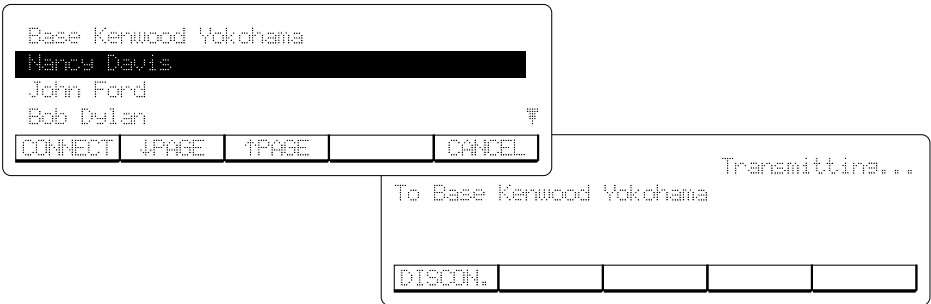 Base Kenwood Yokohama
Nancy Davis
John Ford
Bob Dylan
CONNECT ↓PAGE ↑PAGE CANCEL
Transmitting...
To Base Kenwood Yokohama
DISCON.